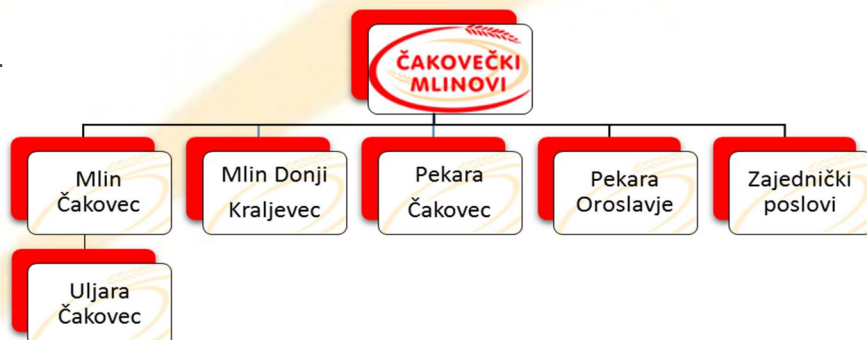 ČAKOVEČKI
MLINOVI
Mlin
Čakovec
Mlin Donji
Kraljevec
Pekara
Čakovec
Pekara
Oroslavje
Zajednički
poslovi
Uljara
Čakovec